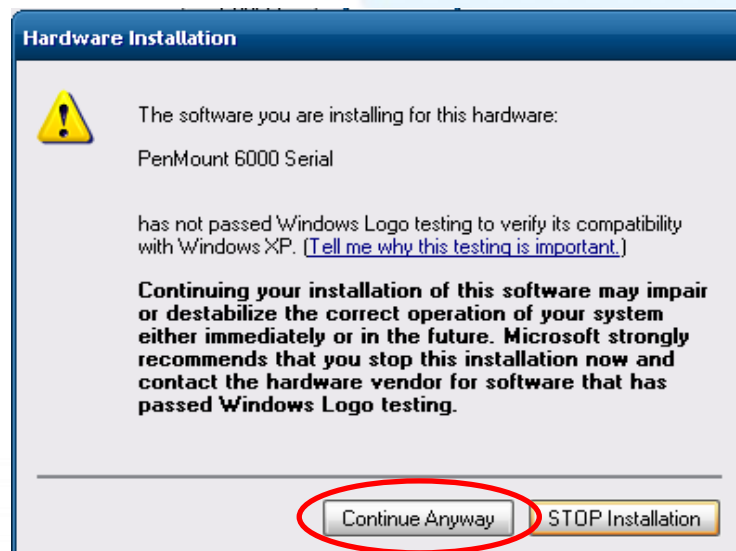 Hardware Installation
The software you are installing for this hardware:
PenMount 6000 Serial
has not passed Windows Logo testing to verify its compatibility
with Windows XP. (Tell me why this testing is important.)
Continuing your installation of this software may impair
or destabilize the correct operation of your system
either immediately or in the future. Microsoft strongly
recommends that you stop this installation now and
contact the hardware vendor for software that has
passed Windows Logo testing.
Continue Anyway STOP Installation